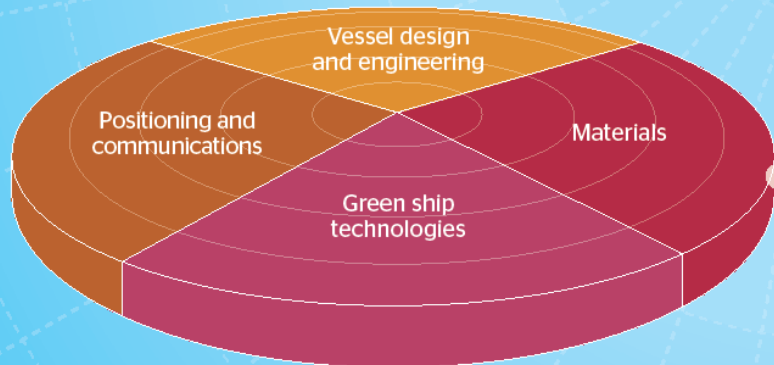 Vessel design
and engineering
Positioning and
communications
Materials
Green ship
technologies